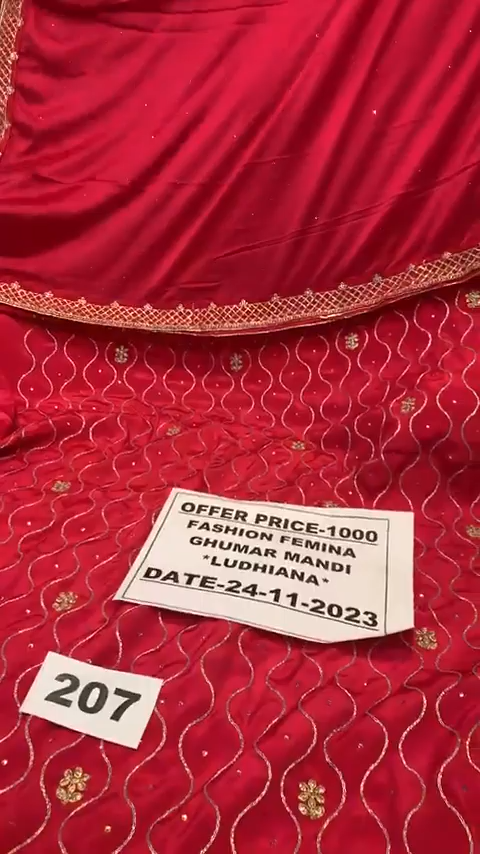 OFFER PRICE-1000
FASHION FEMINA
GHUMAR MANDI
*LUDHIANA*
DATE-24-11-2023
207